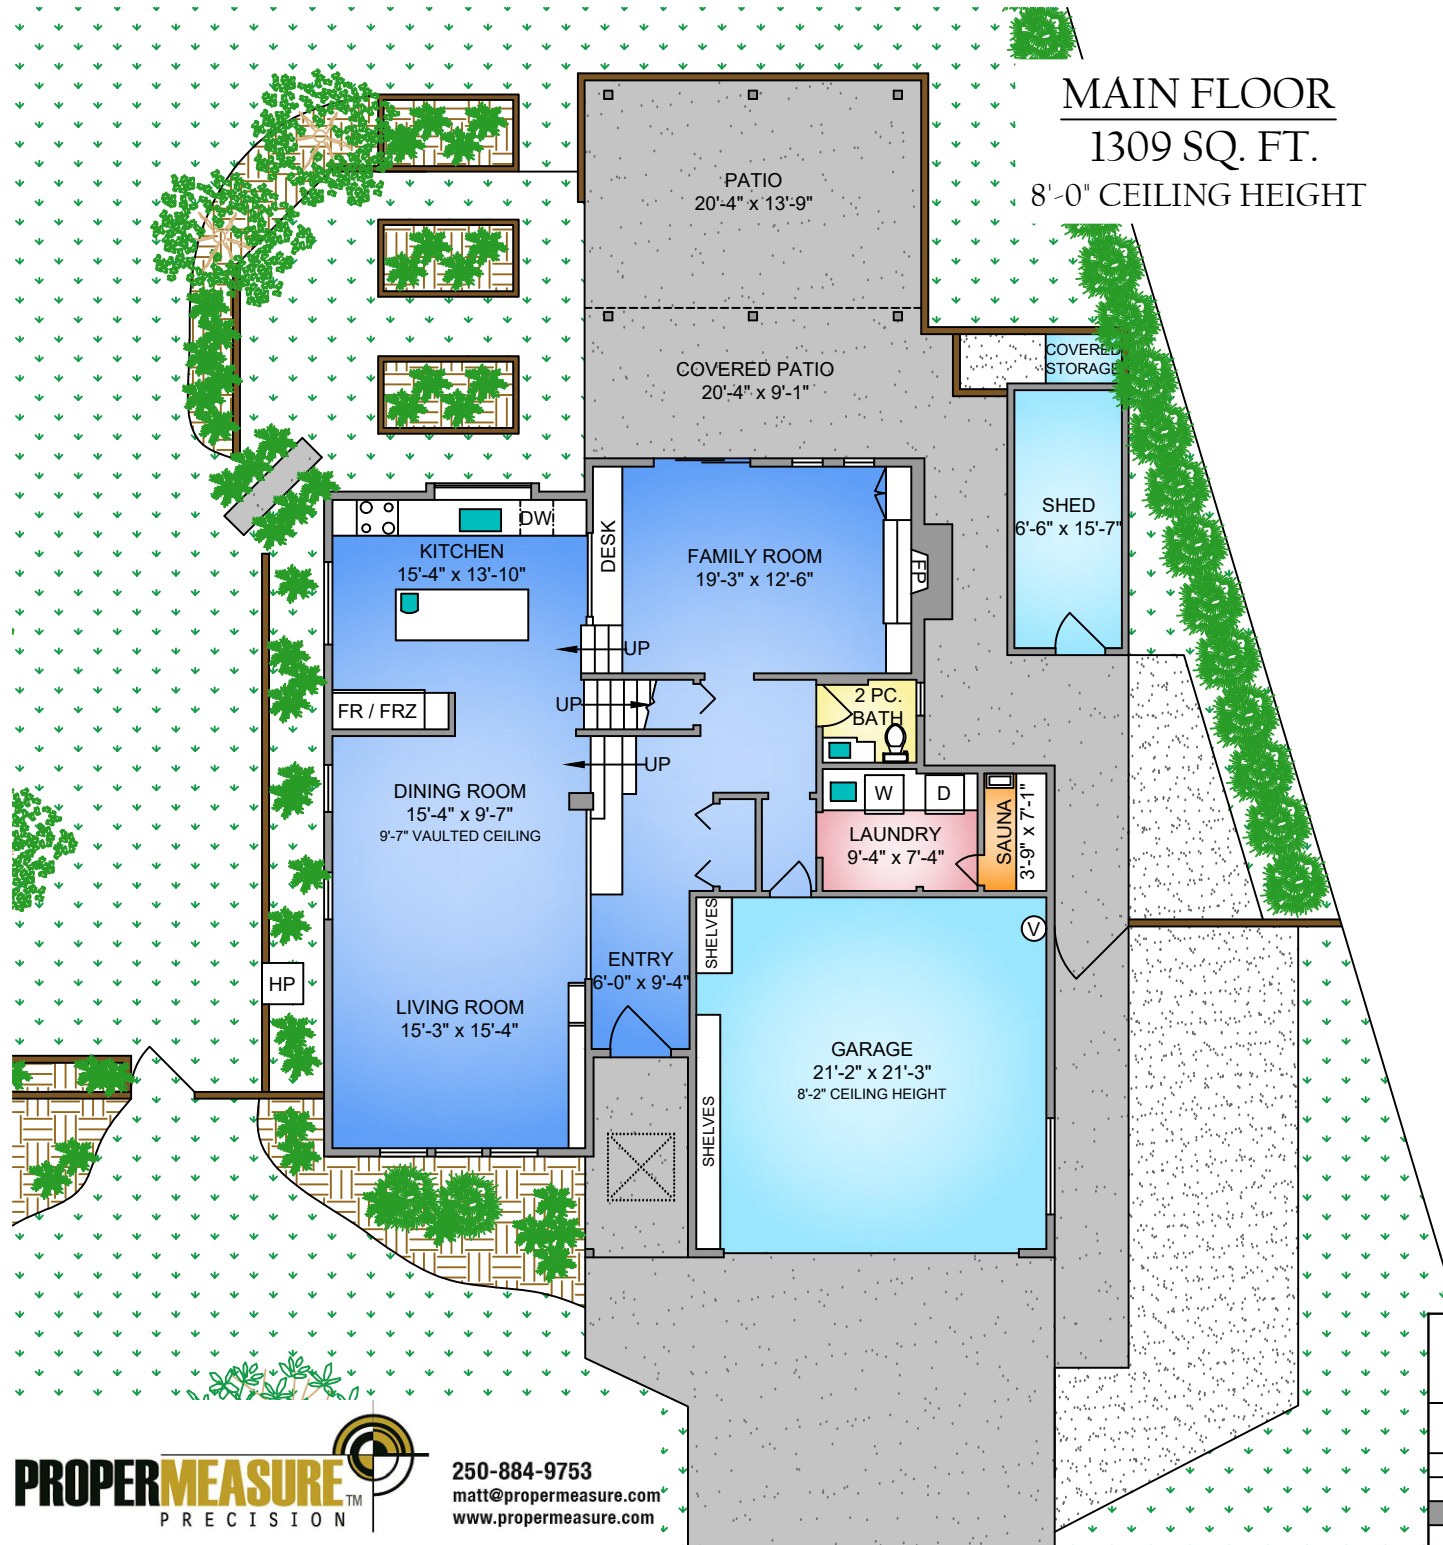 MAIN FLOOR
1309 SQ. FT.
8'-0" CEILING HEIGHT
PATIO
20'-4" x 13'-9"
COVERED PATIO
20'-4" x 9'-1"
COVERED
STORAGE
SHED
6'-6" x 15'-7"
DW
KITCHEN
15'-4" x 13'-10"
DESK
FAMILY ROOM
19'-3" x 12'-6"
FP
UP
UP
UP
FR / FRZ
2 PC.
BATH
DINING ROOM
15'-4" x 9'-7"
9'-7" VAULTED CEILING
W
D
LAUNDRY
9'-4" x 7'-4"
SAUNA
3'-9" x 7'-1"
SHELVES
V
ENTRY
6'-0" x 9'-4"
HP
LIVING ROOM
15'-3" x 15'-4"
GARAGE
21'-2" x 21'-3"
8'-2" CEILING HEIGHT
SHELVES
PROPERMEASURE TM
PRECISION
250-884-9753
matt@propermeasure.com
www.propermeasure.com